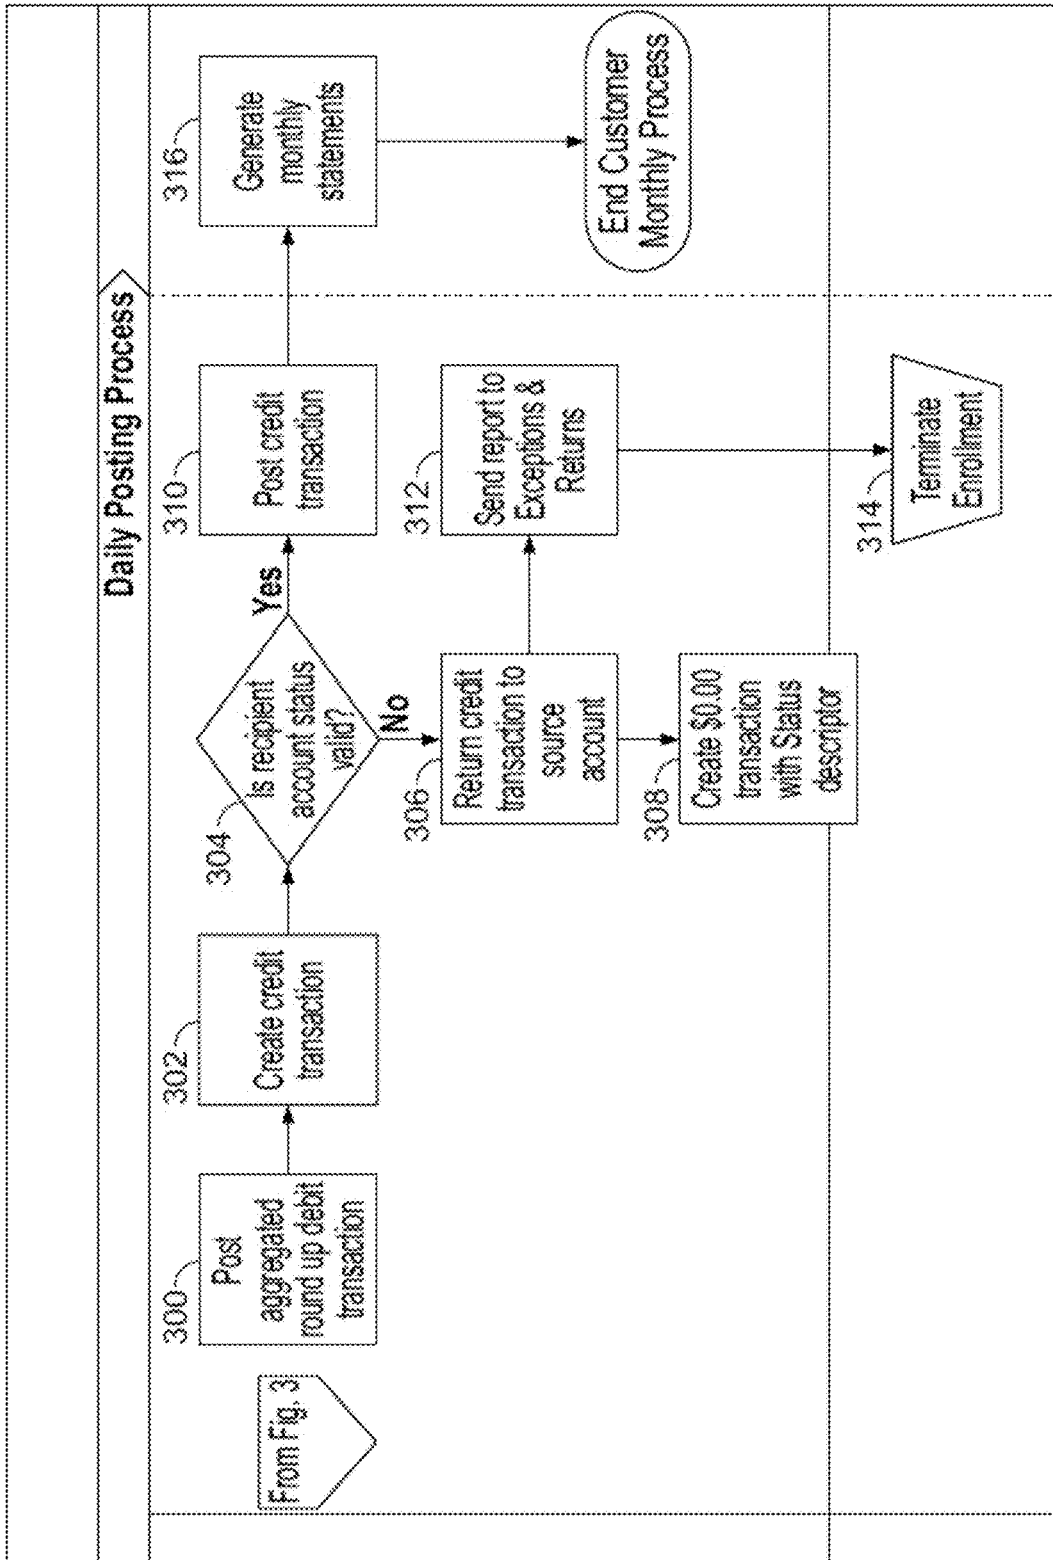 Daily Posting Process
From Fig. 3
300
Post
aggregated
round up debit
transaction
302
Create credit
transaction
304
Is recipient
account status
valid?
Yes
No
310
Post credit
transaction
316
Generate
monthly
statements
306
Return credit
transaction to
source
account
312
Send report to
Exceptions &
Returns
End Customer
Monthly Process
308
Create $0.00
transaction
with Status
descriptor
314
Terminate
Enrollment